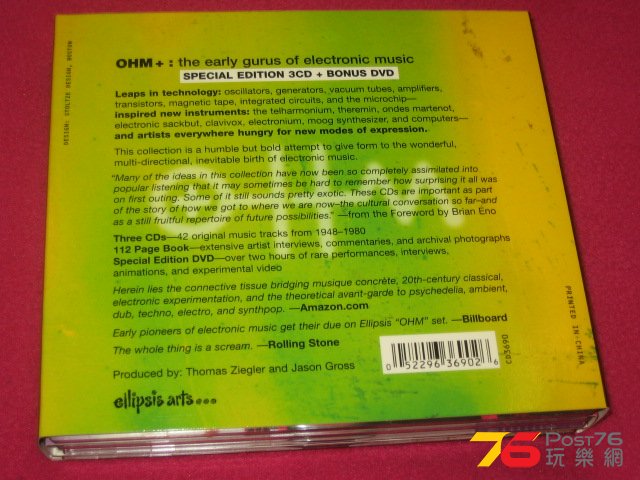 OHM+ : the early gurus of electronic music
SPECIAL EDITION 3CD + BONUS DVD
Leaps in technology: oscillators, generators, vacuum tubes, amplifiers,
transistors, magnetic tape, integrated circuits, and the microchip—
inspired new instruments: the telharmonium, theremin, ondes martenot,
electronic sackbut, clavivox, electronium, moog synthesizer, and computers—
and artists everywhere hungry for new modes of expression.
This collection is a humble but bold attempt to give form to the wonderful,
multi-directional, inevitable birth of electronic music.
"Many of the ideas in this collection have now been so completely assimilated into
popular listening that it may sometimes be hard to remember how surprising it all was
on first outing. Some of it still sounds pretty exotic. These CDs are important as part
of the story of how we got to where we are now—the cultural conversation so far—and
as a still fruitful repertoire of future possibilities." —from the Foreword by Brian Eno
Three CDs—42 original music tracks from 1948–1980
112 Page Book—extensive artist interviews, commentaries, and archival photographs
Special Edition DVD—over two hours of rare performances, interviews,
animations, and experimental video
Herein lies the connective tissue bridging musique concrète, 20th-century classical,
electronic experimentation, and the theoretical avant-garde to psychedelia, ambient,
dub, techno, electro, and synthpop. —Amazon.com
Early pioneers of electronic music get their due on Ellipsis "OHM" set. —Billboard
The whole thing is a scream. —Rolling Stone
Produced by: Thomas Ziegler and Jason Gross
ellipsis arts...
0 52296 36902 6
CD3690
PRINTED IN CHINA
DESIGN: STOLTZE DESIGN, BOSTON
76 Post76
玩樂網